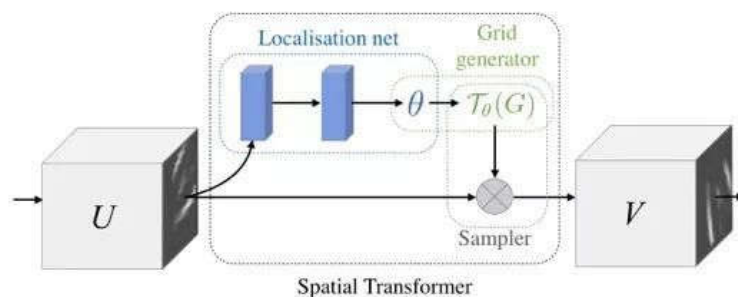 Localisation net
Grid
generator
θ
𝒯θ(G)
U
V
Sampler
Spatial Transformer